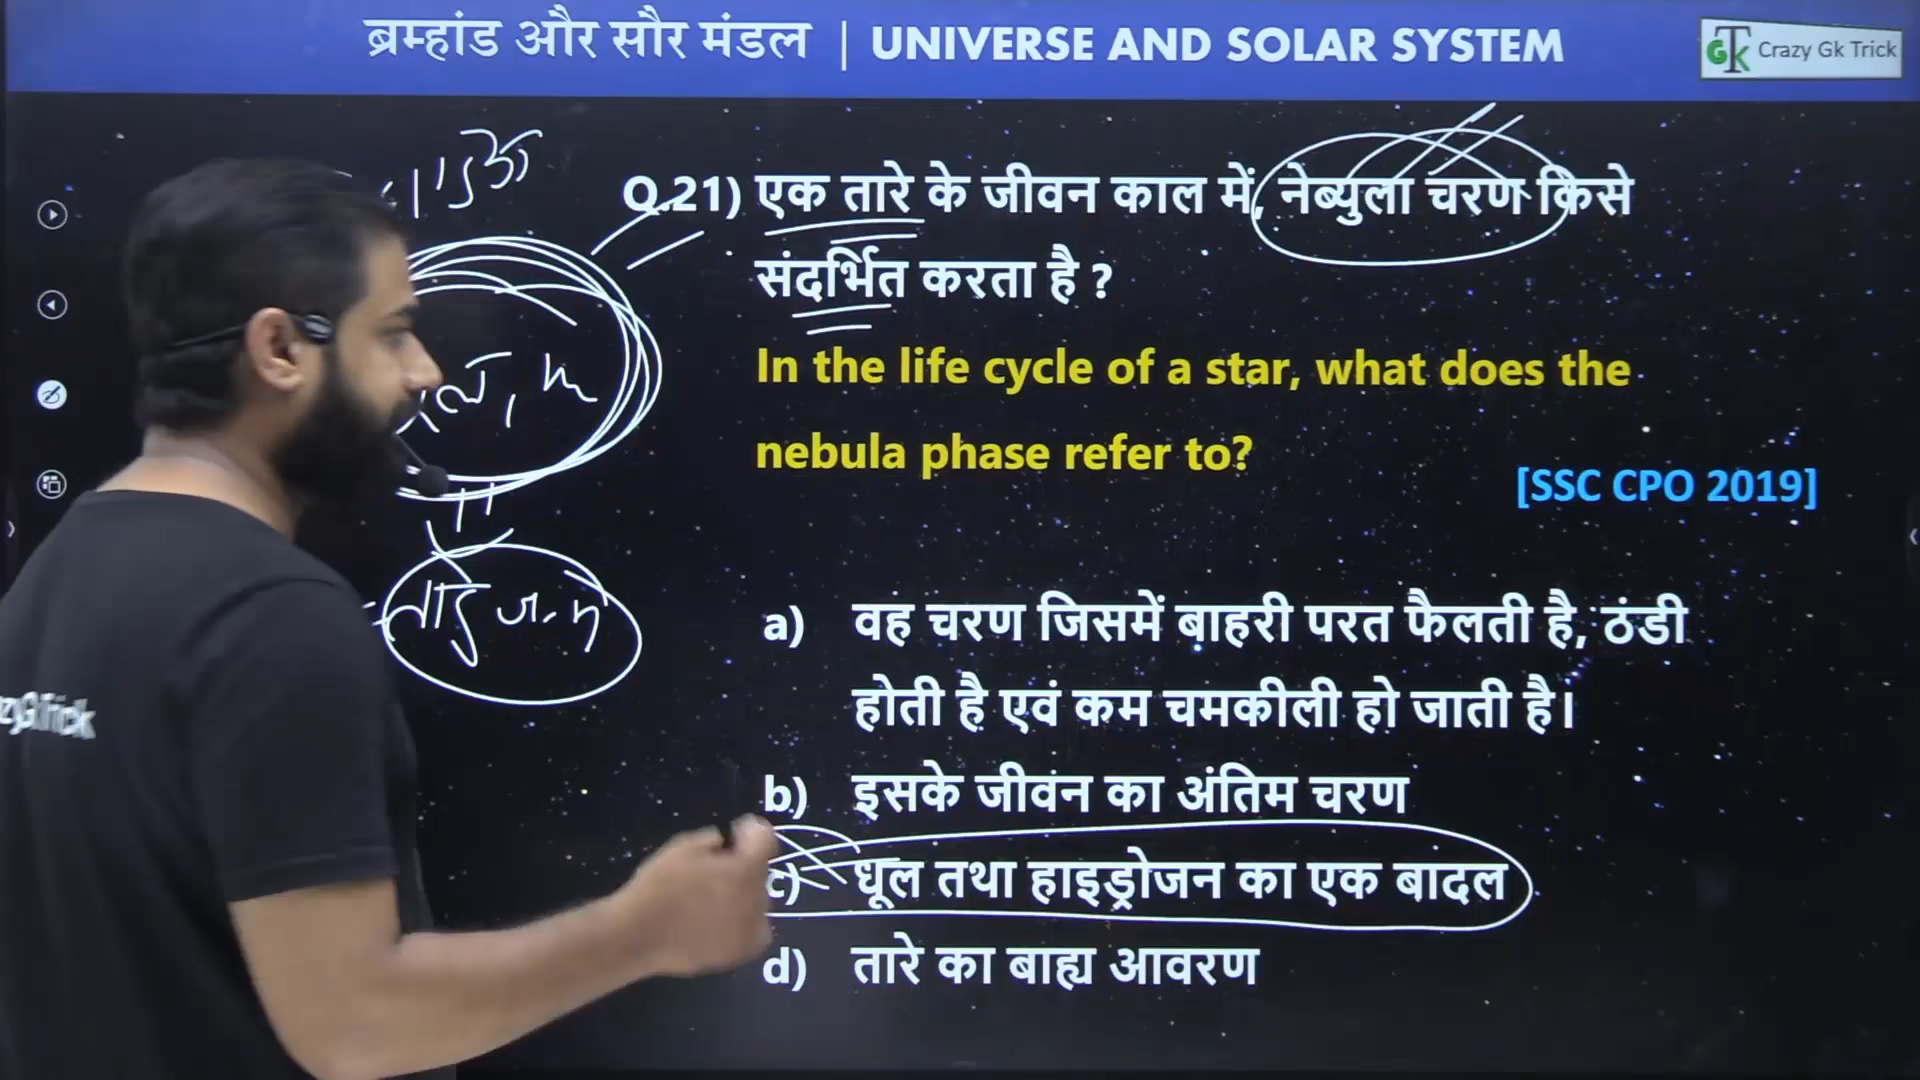 ब्रम्हांड और सौर मंडल | UNIVERSE AND SOLAR SYSTEM
GTK Crazy Gk Trick
Q.21) एक तारे के जीवन काल में, नेब्युला चरण किसे
संदर्भित करता है ?
In the life cycle of a star, what does the
nebula phase refer to?
[SSC CPO 2019]
a) वह चरण जिसमें बाहरी परत फैलती है, ठंडी
होती है एवं कम चमकीली हो जाती है।
b) इसके जीवन का अंतिम चरण
c) धूल तथा हाइड्रोजन का एक बादल
d) तारे का बाह्य आवरण
zyGkTrick